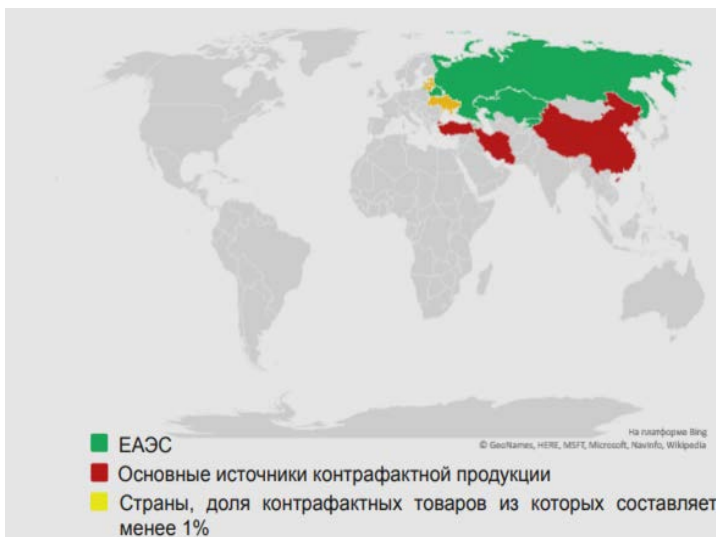 На платформе Bing
© GeoNames, HERE, MSFT, Microsoft, NavInfo, Wikipedia
ЕАЭС
Основные источники контрафактной продукции
Страны, доля контрафактных товаров из которых составляет
менее 1%